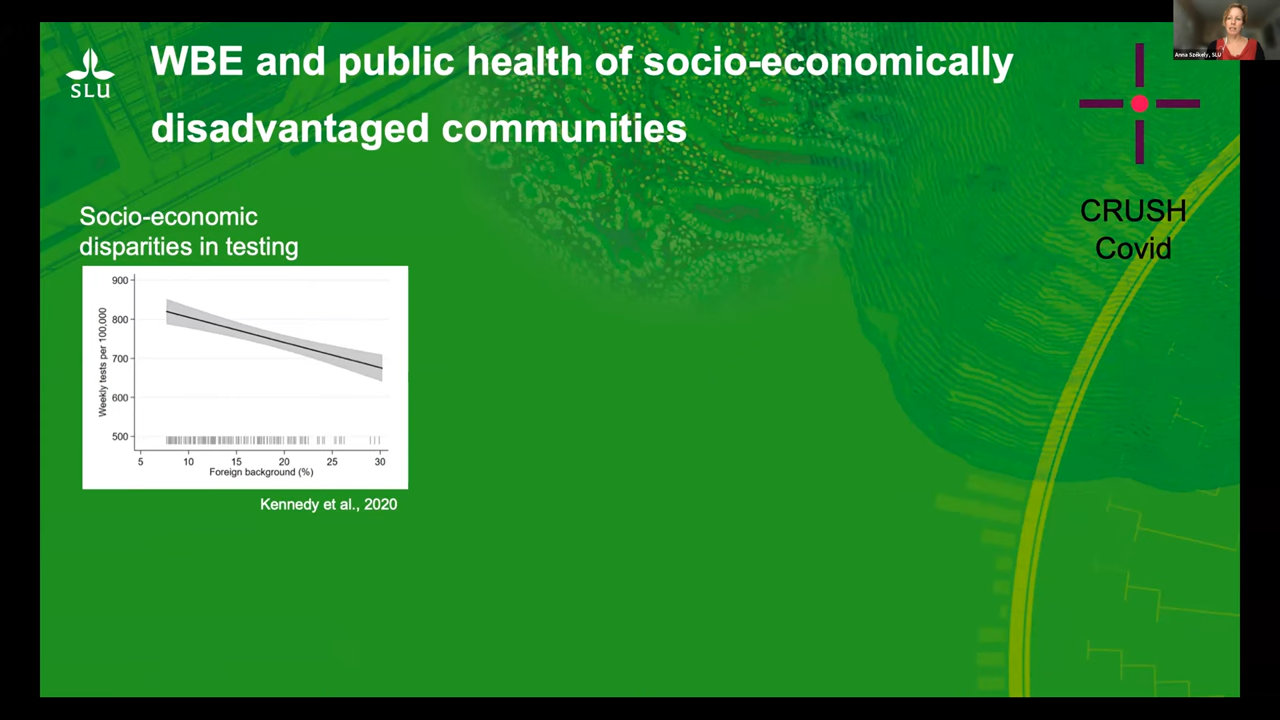 WBE and public health of socio-economically
disadvantaged communities
SLU
Anna Székely, SLU
CRUSH
Covid
Socio-economic
disparities in testing
900
800
700
600
500
Weekly tests per 100,000
5 10 15 20 25 30
Foreign background (%)
Kennedy et al., 2020